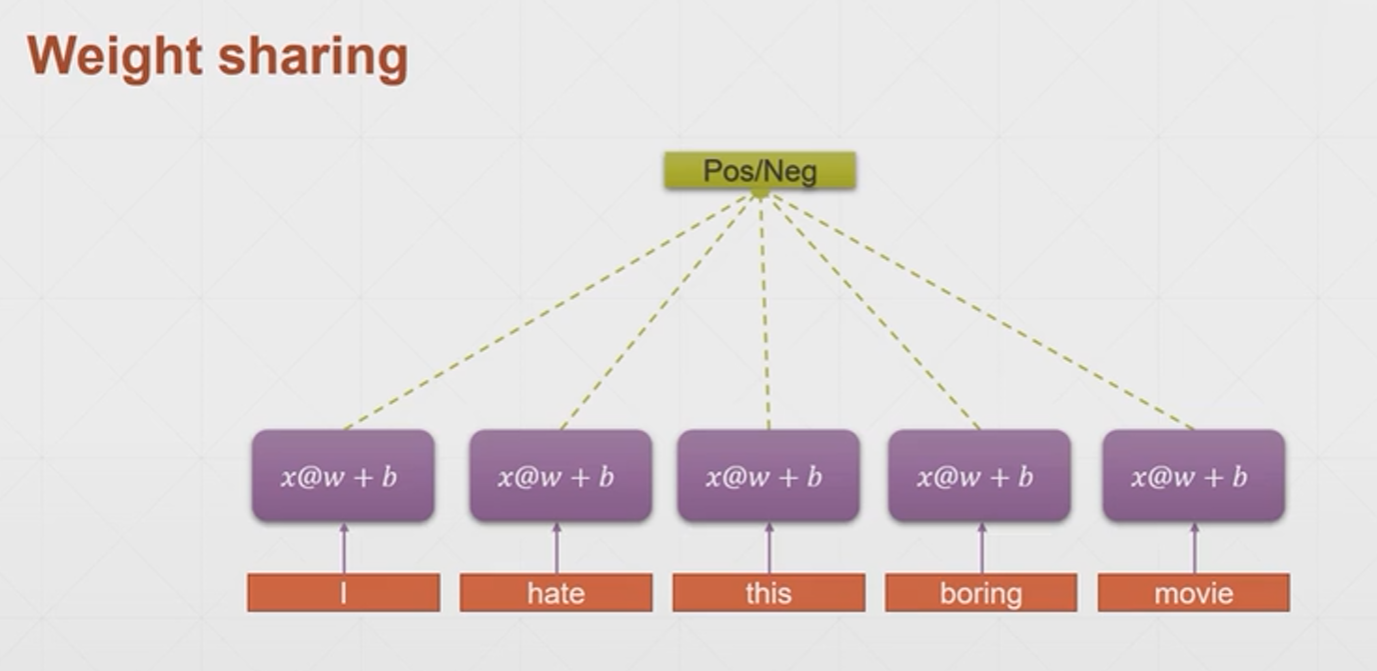 Weight sharing
Pos/Neg
x@w + b x@w + b x@w + b x@w + b x@w + b
I hate this boring movie